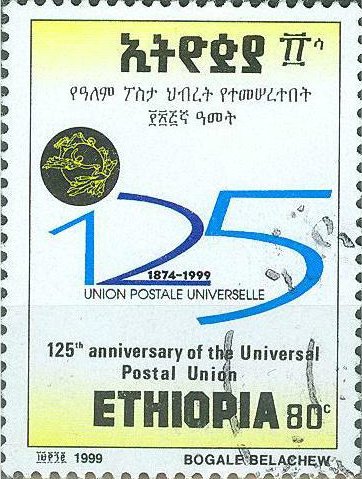 ኢትዮጵያ ፹ ሳ
የዓለም ፖስታ ህብረት የተመሠረተበት
፻፳፭ኛ ዓመት
125
1874-1999
UNION POSTALE UNIVERSELLE
125th anniversary of the Universal
Postal Union
ETHIOPIA 80c
1999 BOGALE BELACHEW